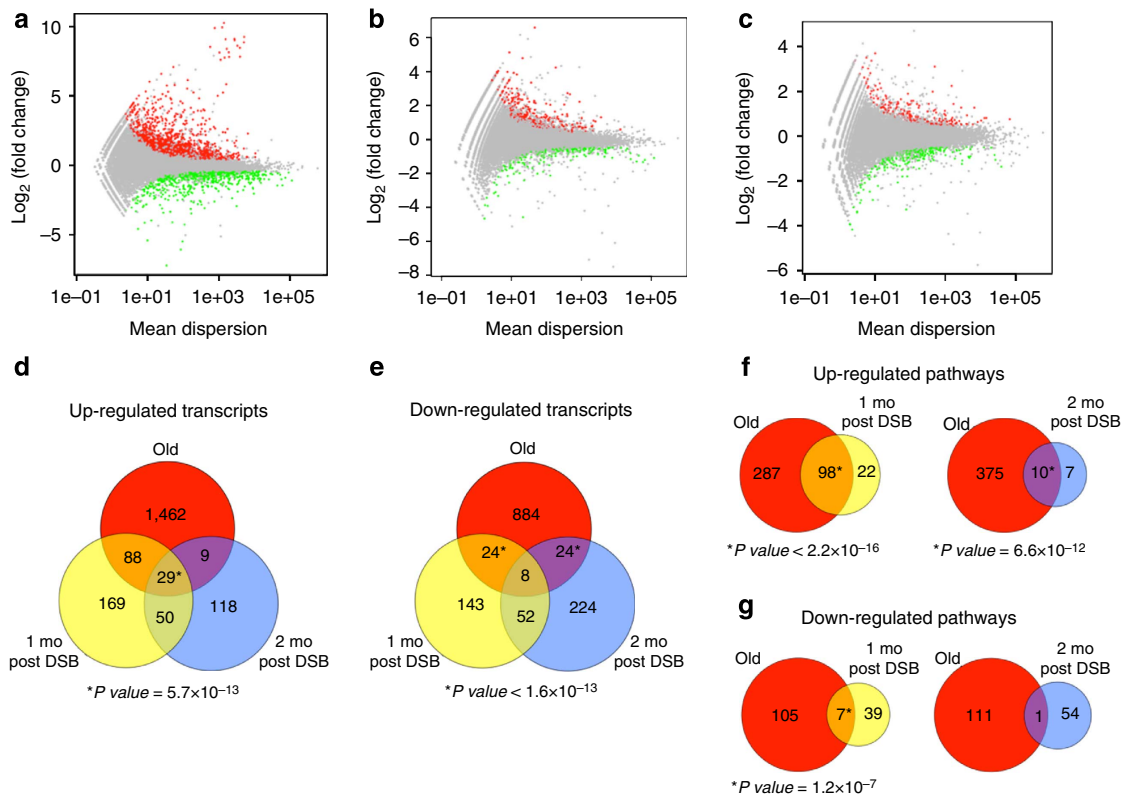 a
10
5
0
–5
Log2 (fold change)
1e–01 1e+01 1e+03 1e+05
Mean dispersion
b
6
4
2
0
–2
–4
–6
–8
Log2 (fold change)
1e–01 1e+01 1e+03 1e+05
Mean dispersion
c
4
2
0
–2
–4
–6
Log2 (fold change)
1e–01 1e+01 1e+03 1e+05
Mean dispersion
d
Up-regulated transcripts
Old
1,462
88
9
29*
169
118
50
1 mo
post DSB
2 mo
post DSB
*P value = 5.7×10–13
e
Down-regulated transcripts
Old
884
24*
24*
8
143
224
52
1 mo
post DSB
2 mo
post DSB
*P value < 1.6×10–13
f
Up-regulated pathways
Old
1 mo
post DSB
287
98*
22
*P value < 2.2×10–16
Old
2 mo
post DSB
375
10*
7
*P value = 6.6×10–12
g
Down-regulated pathways
Old
1 mo
post DSB
105
7*
39
*P value = 1.2×10–7
Old
2 mo
post DSB
111
1
54